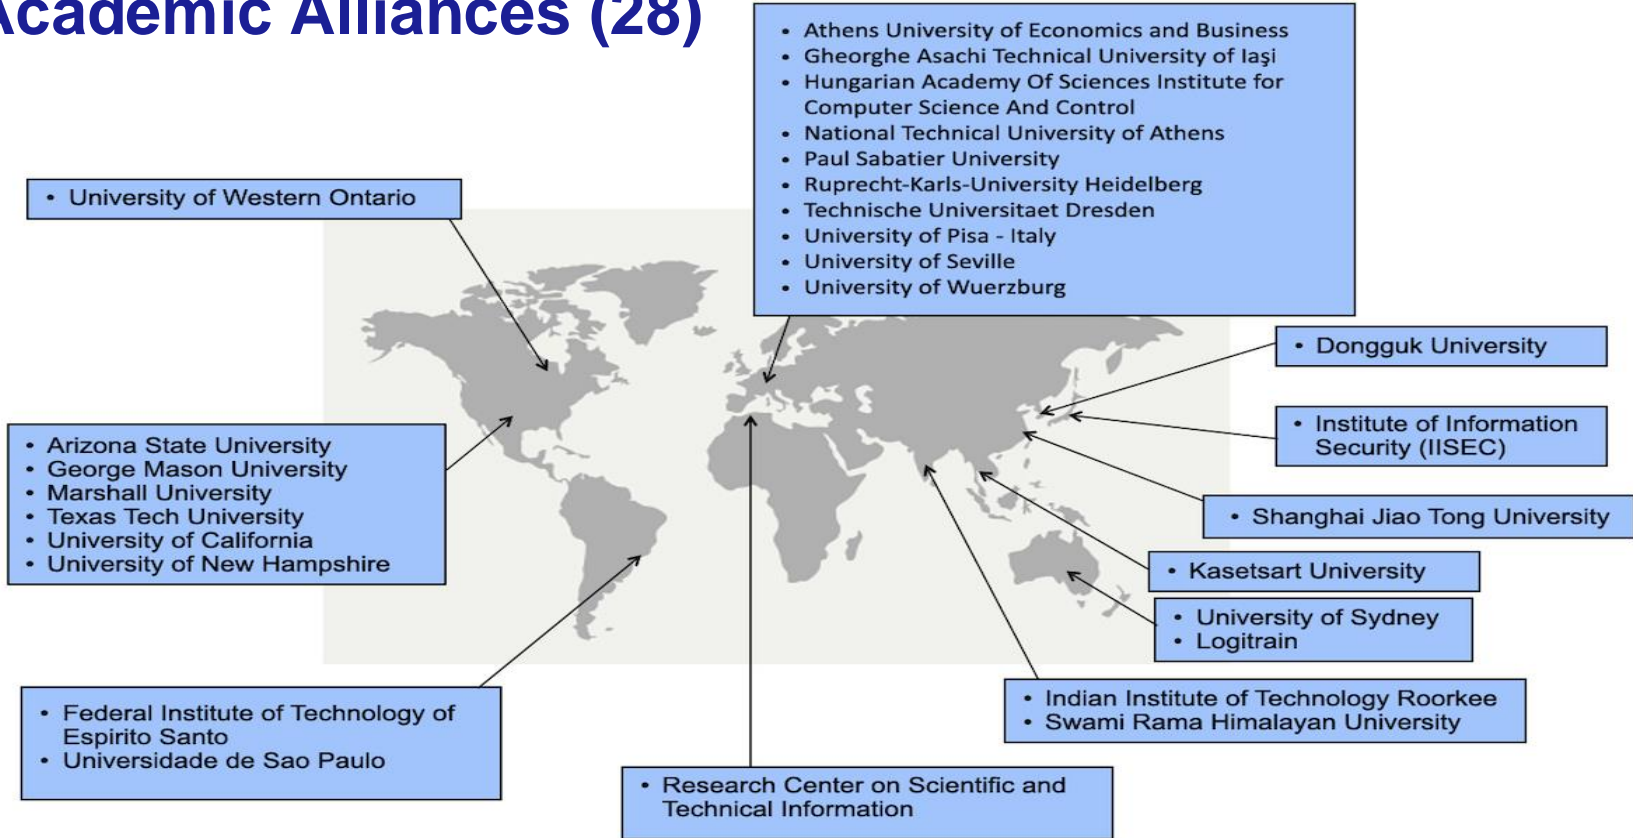 Academic Alliances (28)
• Athens University of Economics and Business
• Gheorghe Asachi Technical University of Iaşi
• Hungarian Academy Of Sciences Institute for
Computer Science And Control
• National Technical University of Athens
• Paul Sabatier University
• Ruprecht-Karls-University Heidelberg
• Technische Universitaet Dresden
• University of Pisa - Italy
• University of Seville
• University of Wuerzburg
• University of Western Ontario
• Dongguk University
• Institute of Information
Security (IISEC)
• Arizona State University
• George Mason University
• Marshall University
• Texas Tech University
• University of California
• University of New Hampshire
• Shanghai Jiao Tong University
• Kasetsart University
• University of Sydney
• Logitrain
• Indian Institute of Technology Roorkee
• Swami Rama Himalayan University
• Federal Institute of Technology of
Espirito Santo
• Universidade de Sao Paulo
• Research Center on Scientific and
Technical Information